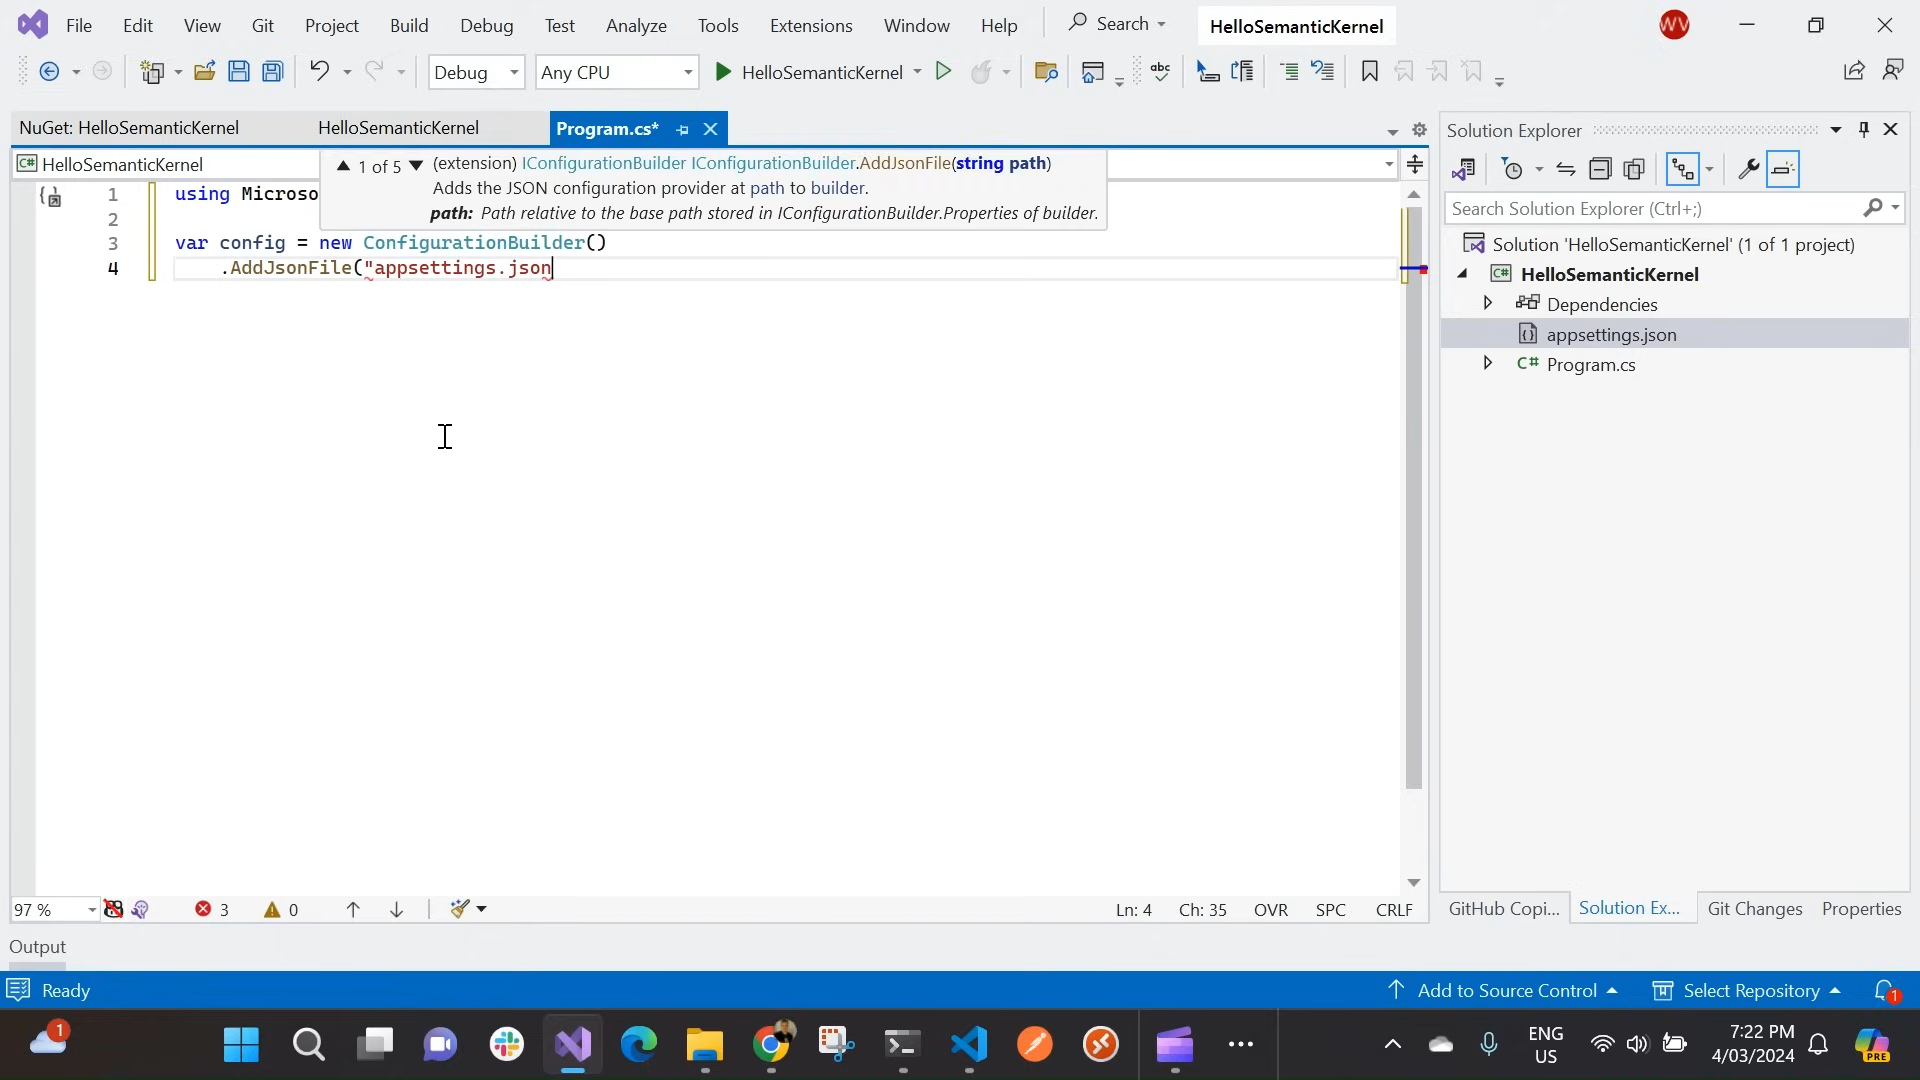 File Edit View Git Project Build Debug Test Analyze Tools Extensions Window Help Search HelloSemanticKernel WV
Debug Any CPU HelloSemanticKernel
NuGet: HelloSemanticKernel HelloSemanticKernel Program.cs*
HelloSemanticKernel
1 of 5 (extension) IConfigurationBuilder IConfigurationBuilder.AddJsonFile(string path)
Adds the JSON configuration provider at path to builder.
path: Path relative to the base path stored in IConfigurationBuilder.Properties of builder.
1 using Microso
2
3 var config = new ConfigurationBuilder()
4 .AddJsonFile("appsettings.json
97 % 3 0 Ln: 4 Ch: 35 OVR SPC CRLF
Solution Explorer
Search Solution Explorer (Ctrl+;)
Solution 'HelloSemanticKernel' (1 of 1 project)
C# HelloSemanticKernel
Dependencies
appsettings.json
C# Program.cs
GitHub Copi... Solution Ex... Git Changes Properties
Output
Ready Add to Source Control Select Repository 1
1 ENG
US
7:22 PM
4/03/2024
PRE